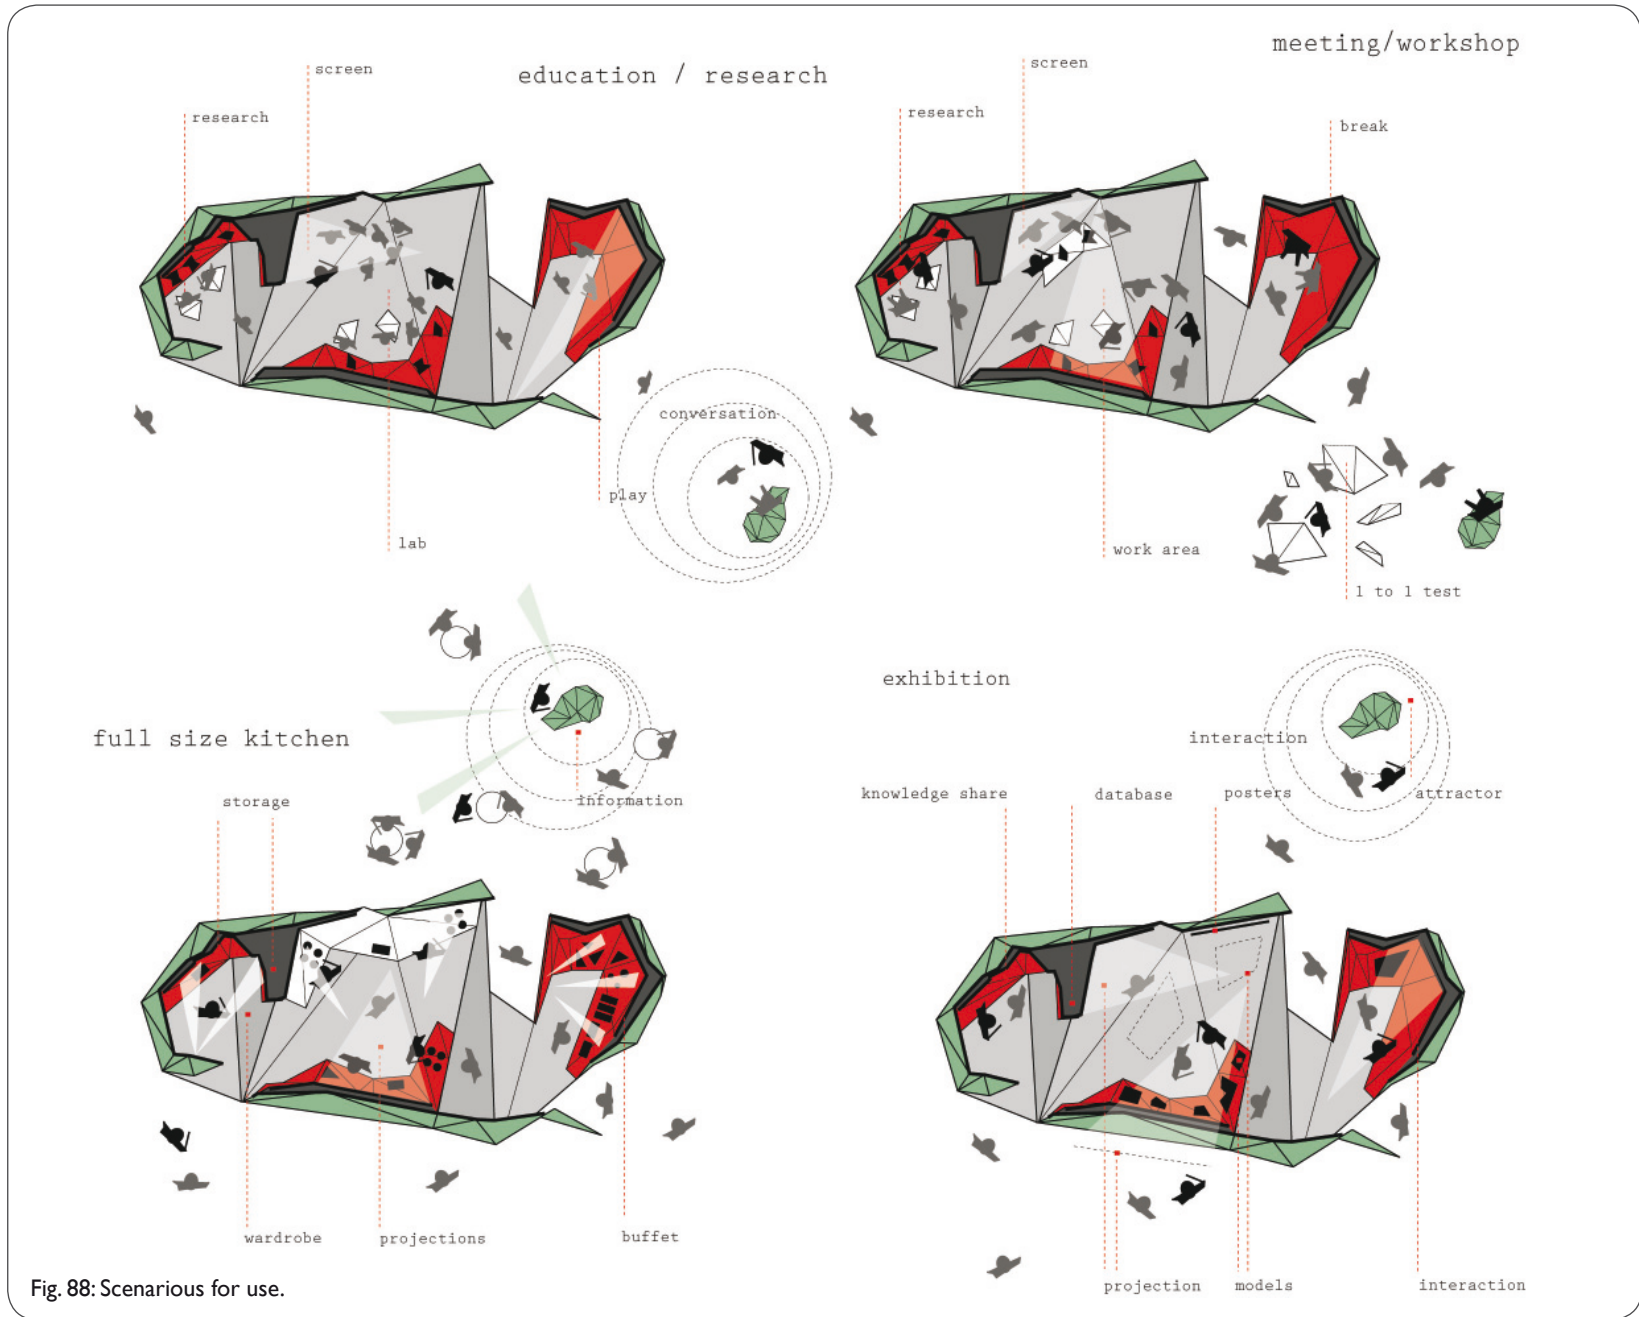 education / research
screen
research
conversation
play
lab
meeting/workshop
screen
research
break
work area
1 to 1 test
full size kitchen
storage
information
wardrobe
projections
buffet
exhibition
interaction
knowledge share
database
posters
attractor
projection
models
interaction
Fig. 88: Scenarious for use.